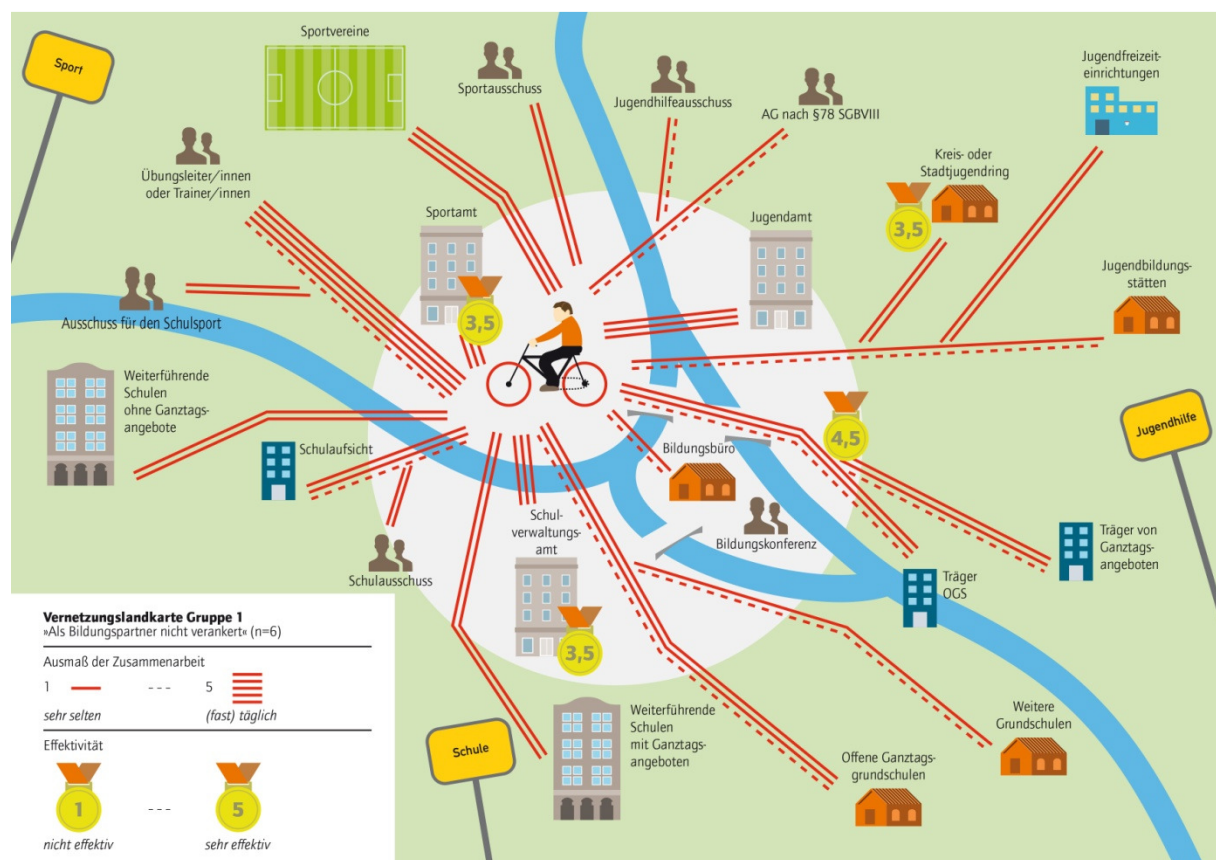 Sport
Sportvereine
Sportausschuss
Jugendhilfeausschuss
AG nach §78 SGBVIII
Jugendfreizeit
einrichtungen
Übungsleiter/innen
oder Trainer/innen
Kreis- oder
Stadtjugendring
3,5
Sportamt
3,5
Jugendamt
Jugendbildungs
stätten
Ausschuss für den Schulsport
Weiterführende
Schulen
ohne Ganztags-
angebote
Schulaufsicht
Bildungsbüro
4,5
Jugendhilfe
Schul-
verwaltungs-
amt
3,5
Bildungskonferenz
Schulausschuss
Träger
OGS
Träger von
Ganztags-
angeboten
Weiterführende
Schulen
mit Ganztags-
angeboten
Offene Ganztags-
grundschulen
Weitere
Grundschulen
Schule
Vernetzungslandkarte Gruppe 1
»Als Bildungspartner nicht verankert« (n=6)
Ausmaß der Zusammenarbeit
1 --- 5
sehr selten (fast) täglich
Effektivität
1 --- 5
nicht effektiv sehr effektiv